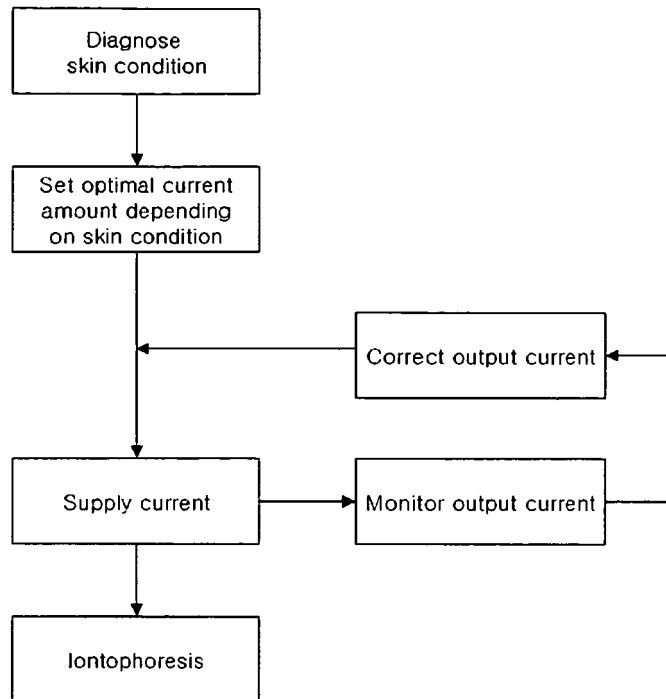 Diagnose
skin condition
Set optimal current
amount depending
on skin condition
Correct output current
Supply current
Monitor output current
Iontophoresis